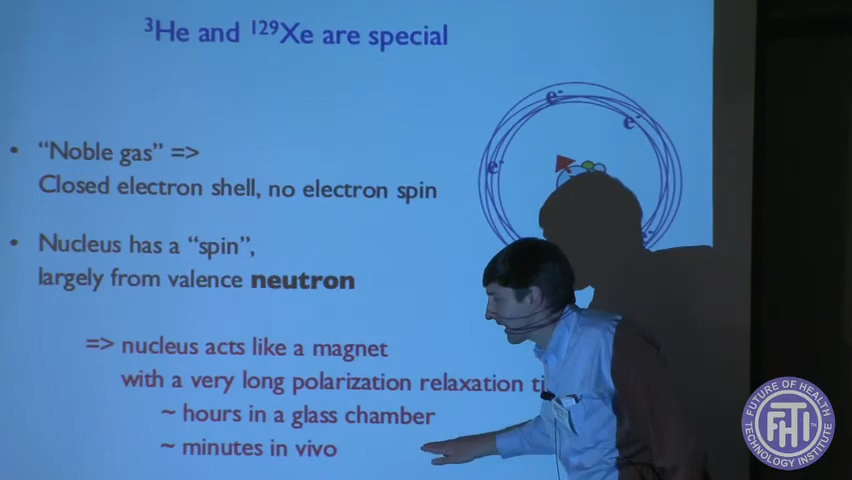 ³He and ¹²⁹Xe are special
• "Noble gas" =>
Closed electron shell, no electron spin
• Nucleus has a "spin",
largely from valence neutron
=> nucleus acts like a magnet
with a very long polarization relaxation ti
~ hours in a glass chamber
~ minutes in vivo
e-
e-
e-
FUTURE OF HEALTH
FHTI
TM
TECHNOLOGY INSTITUTE